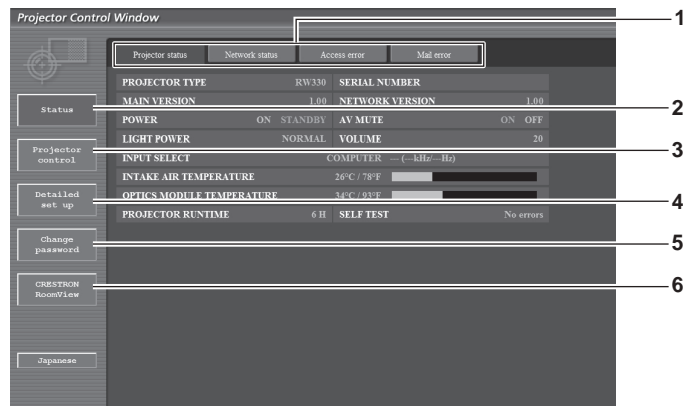 Projector Control Window
1
Projector status Network status Access error Mail error
PROJECTOR TYPE RW330 SERIAL NUMBER
MAIN VERSION 1.00 NETWORK VERSION 1.00
Status
2
POWER ON STANDBY AV MUTE ON OFF
LIGHT POWER NORMAL VOLUME 20
Projector
control
3
INPUT SELECT COMPUTER --- (---kHz/---Hz)
INTAKE AIR TEMPERATURE 26°C / 78°F
OPTICS MODULE TEMPERATURE 34°C / 93°F
Detailed
set up
4
PROJECTOR RUNTIME 6 H SELF TEST No errors
Change
password
5
CRESTRON
RoomView
6
Japanese